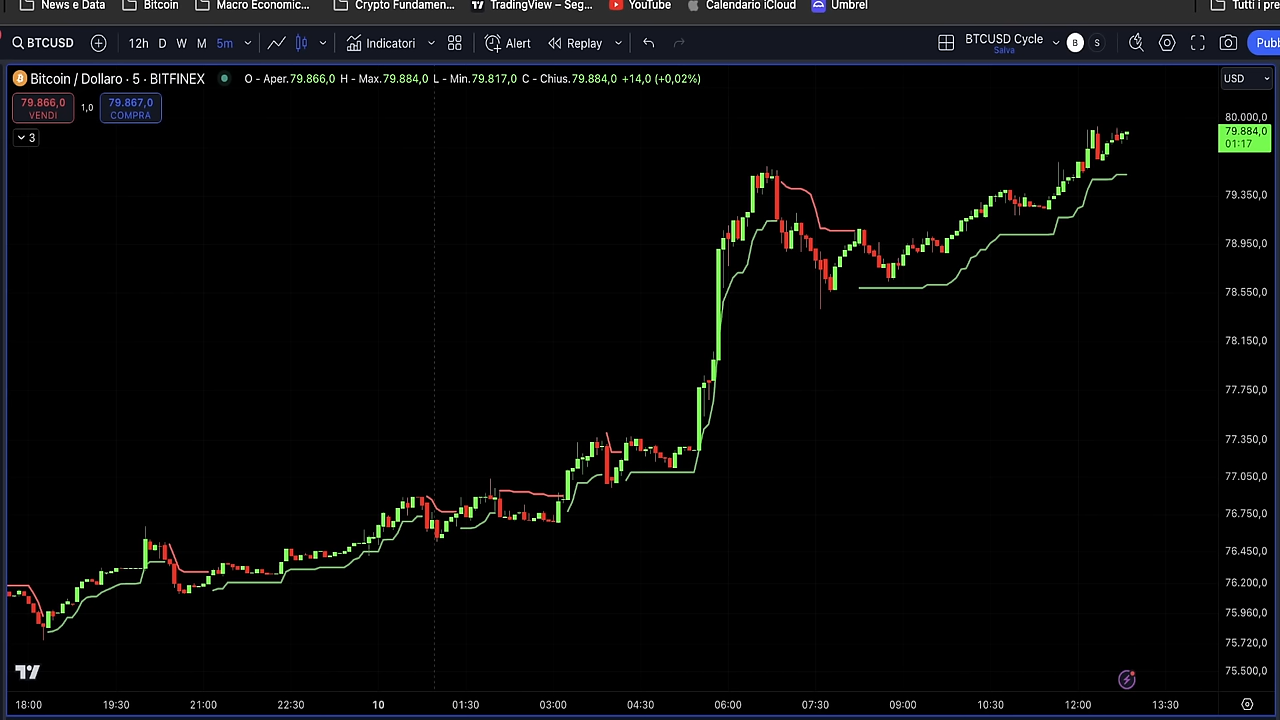 News e Data Bitcoin Macro Economic... Crypto Fundamen... TradingView – Seg... YouTube Calendario iCloud Umbrel Tutti i pre
BTCUSD 12h D W M 5m Indicatori Alert Replay BTCUSD Cycle B S Pubb
Salva
Bitcoin / Dollaro · 5 · BITFINEX O - Aper.79.866,0 H - Max.79.884,0 L - Min.79.817,0 C - Chius.79.884,0 +14,0 (+0,02%) USD
79.866,0 1,0 79.867,0
VENDI COMPRA
3
80.000,0
79.884,0
01:17
79.350,0
78.950,0
78.550,0
78.150,0
77.750,0
77.350,0
77.050,0
76.750,0
76.450,0
76.200,0
75.960,0
75.720,0
75.500,0
18:00 19:30 21:00 22:30 10 01:30 03:00 04:30 06:00 07:30 09:00 10:30 12:00 13:30